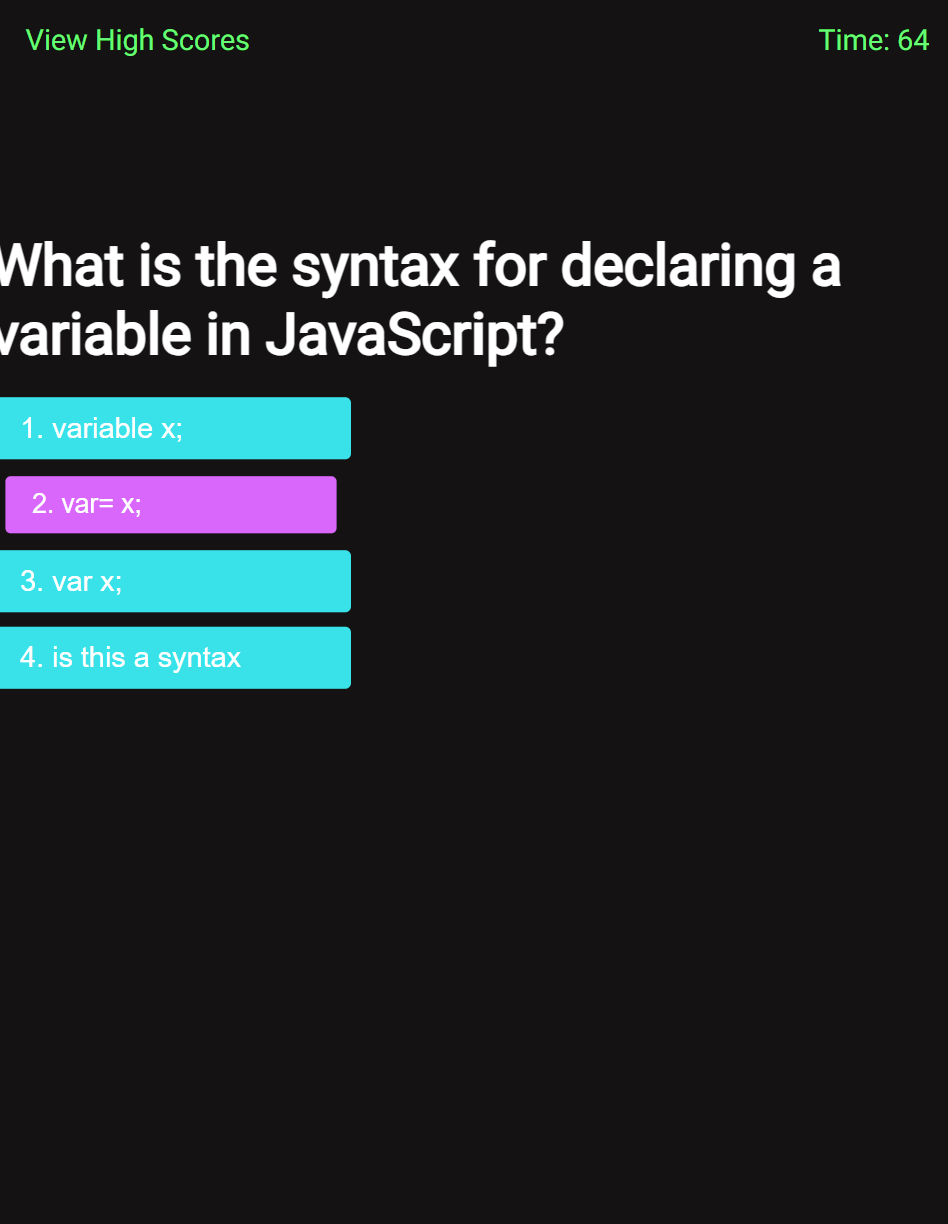 View High Scores
Time: 64
What is the syntax for declaring a
variable in JavaScript?
1. variable x;
2. var= x;
3. var x;
4. is this a syntax